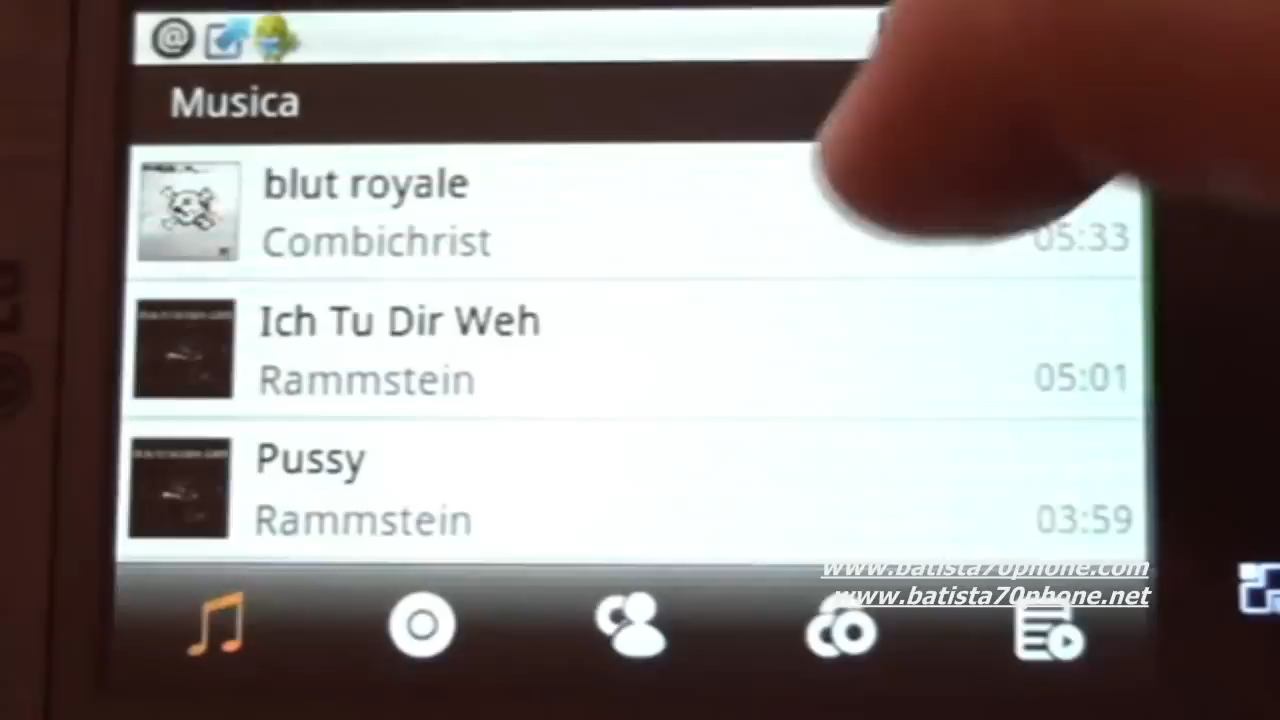 Musica
blut royale
Combichrist
05:33
Ich Tu Dir Weh
Rammstein
05:01
Pussy
Rammstein
03:59
www.batista70phone.com
www.batista70phone.net